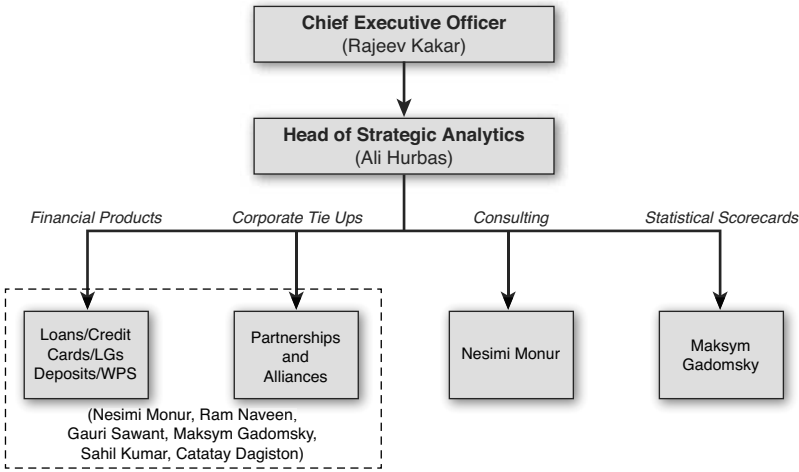 Chief Executive Officer
(Rajeev Kakar)
Head of Strategic Analytics
(Ali Hurbas)
Financial Products
Corporate Tie Ups
Consulting
Statistical Scorecards
Loans/Credit
Cards/LGs
Deposits/WPS
Partnerships
and
Alliances
Nesimi Monur
Maksym
Gadomsky
(Nesimi Monur, Ram Naveen,
Gauri Sawant, Maksym Gadomsky,
Sahil Kumar, Catatay Dagiston)